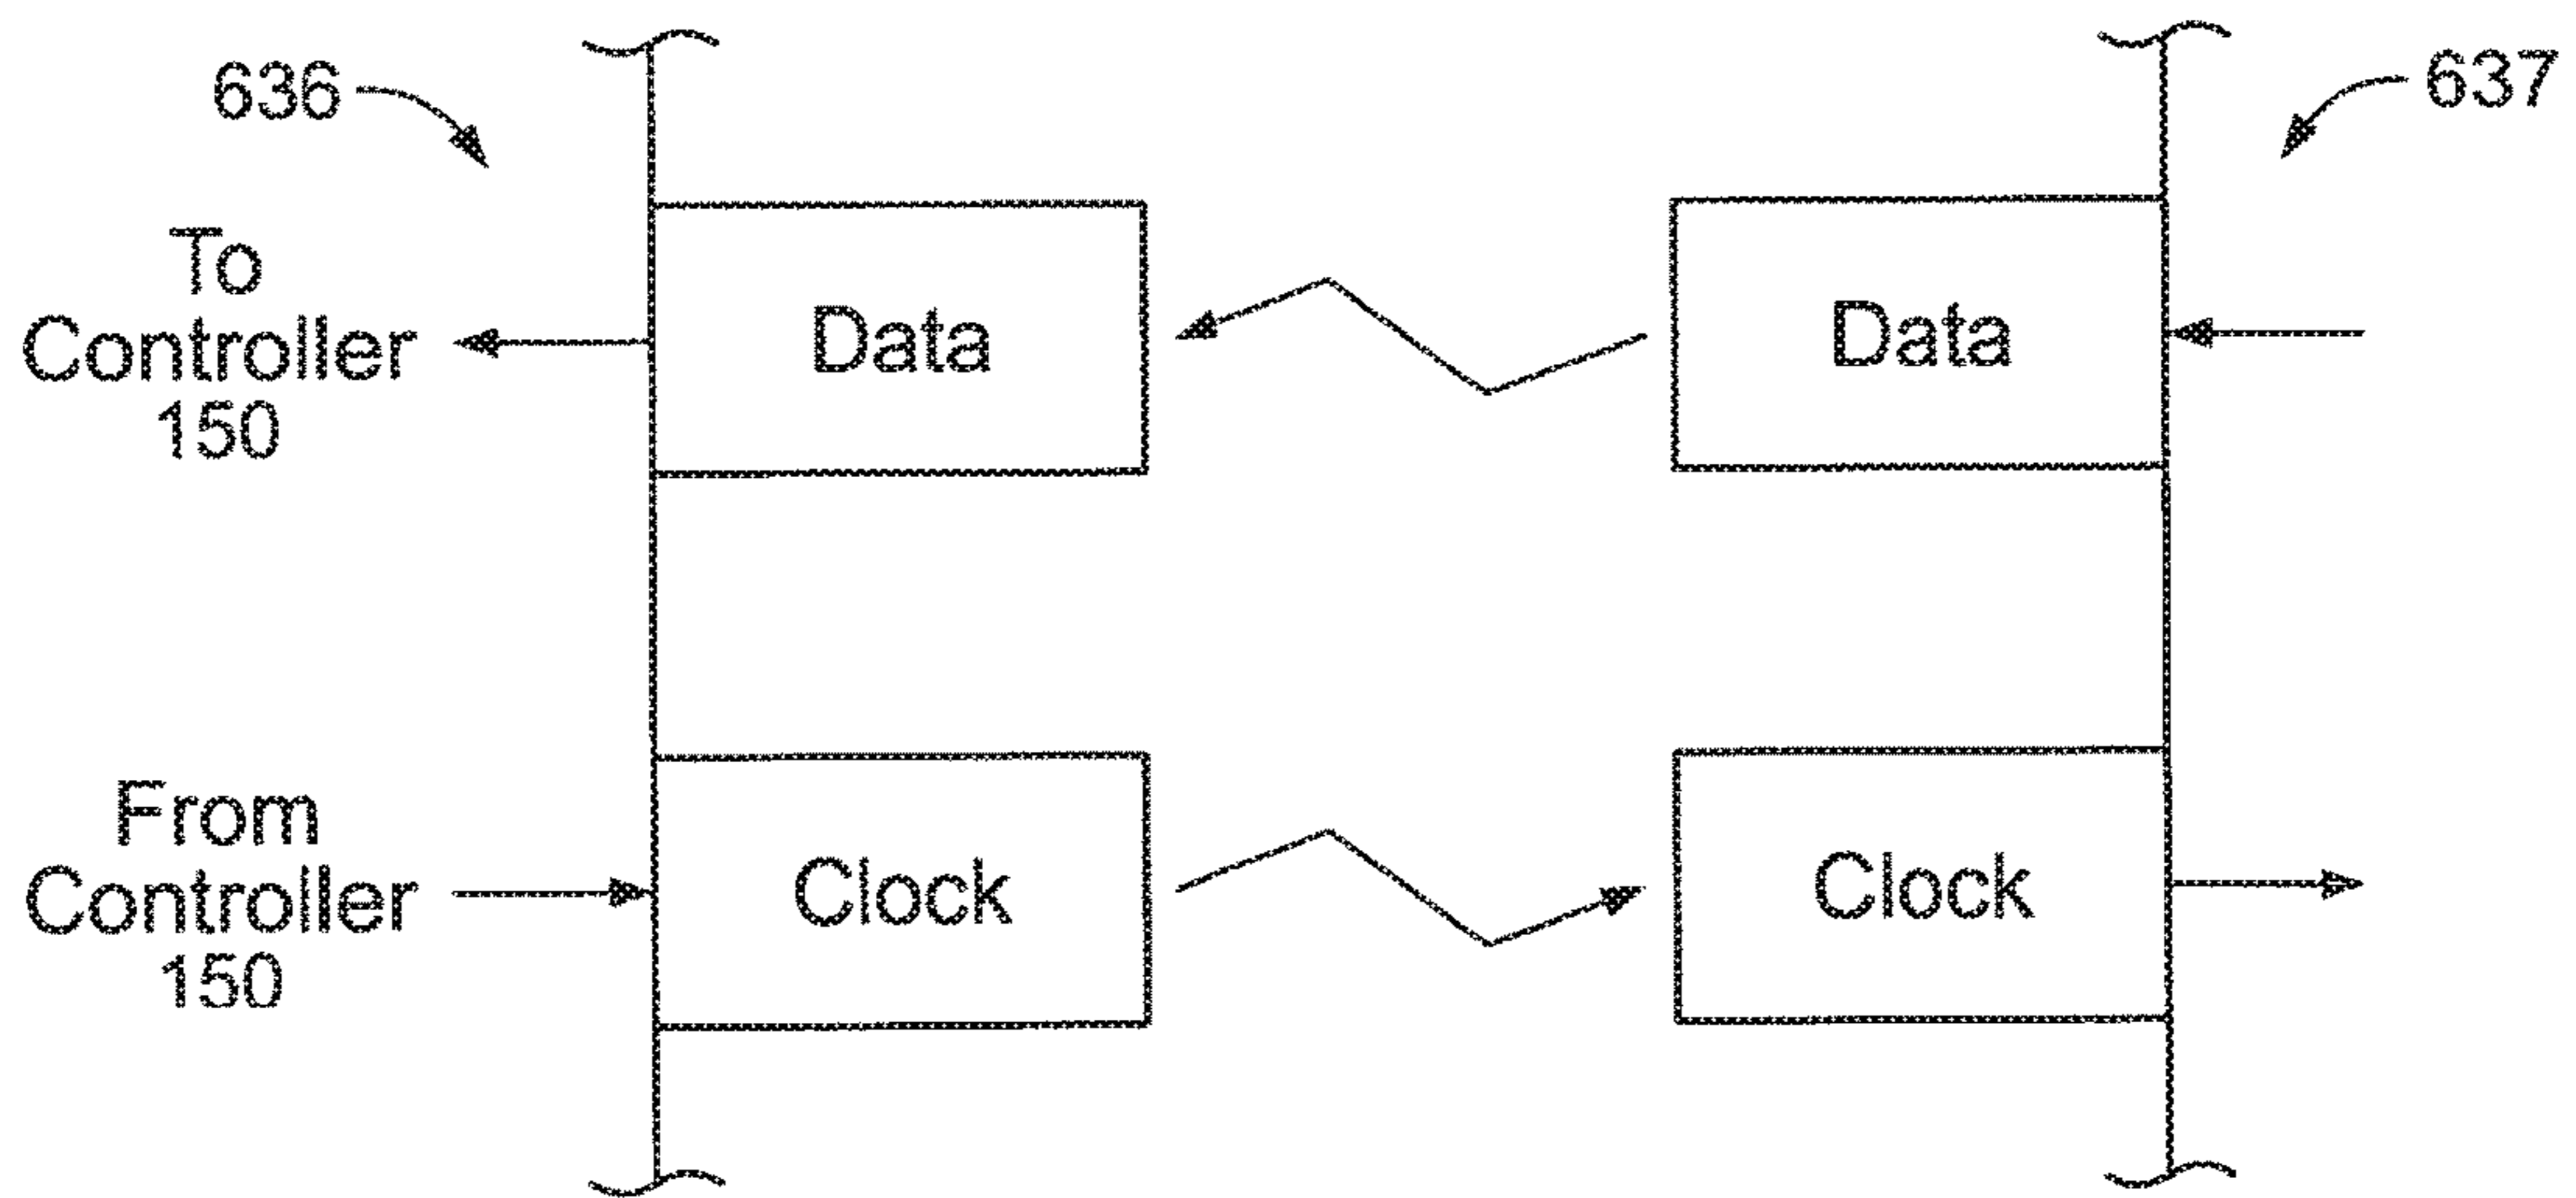 636
637
To
Controller
150
Data
Data
From
Controller
150
Clock
Clock